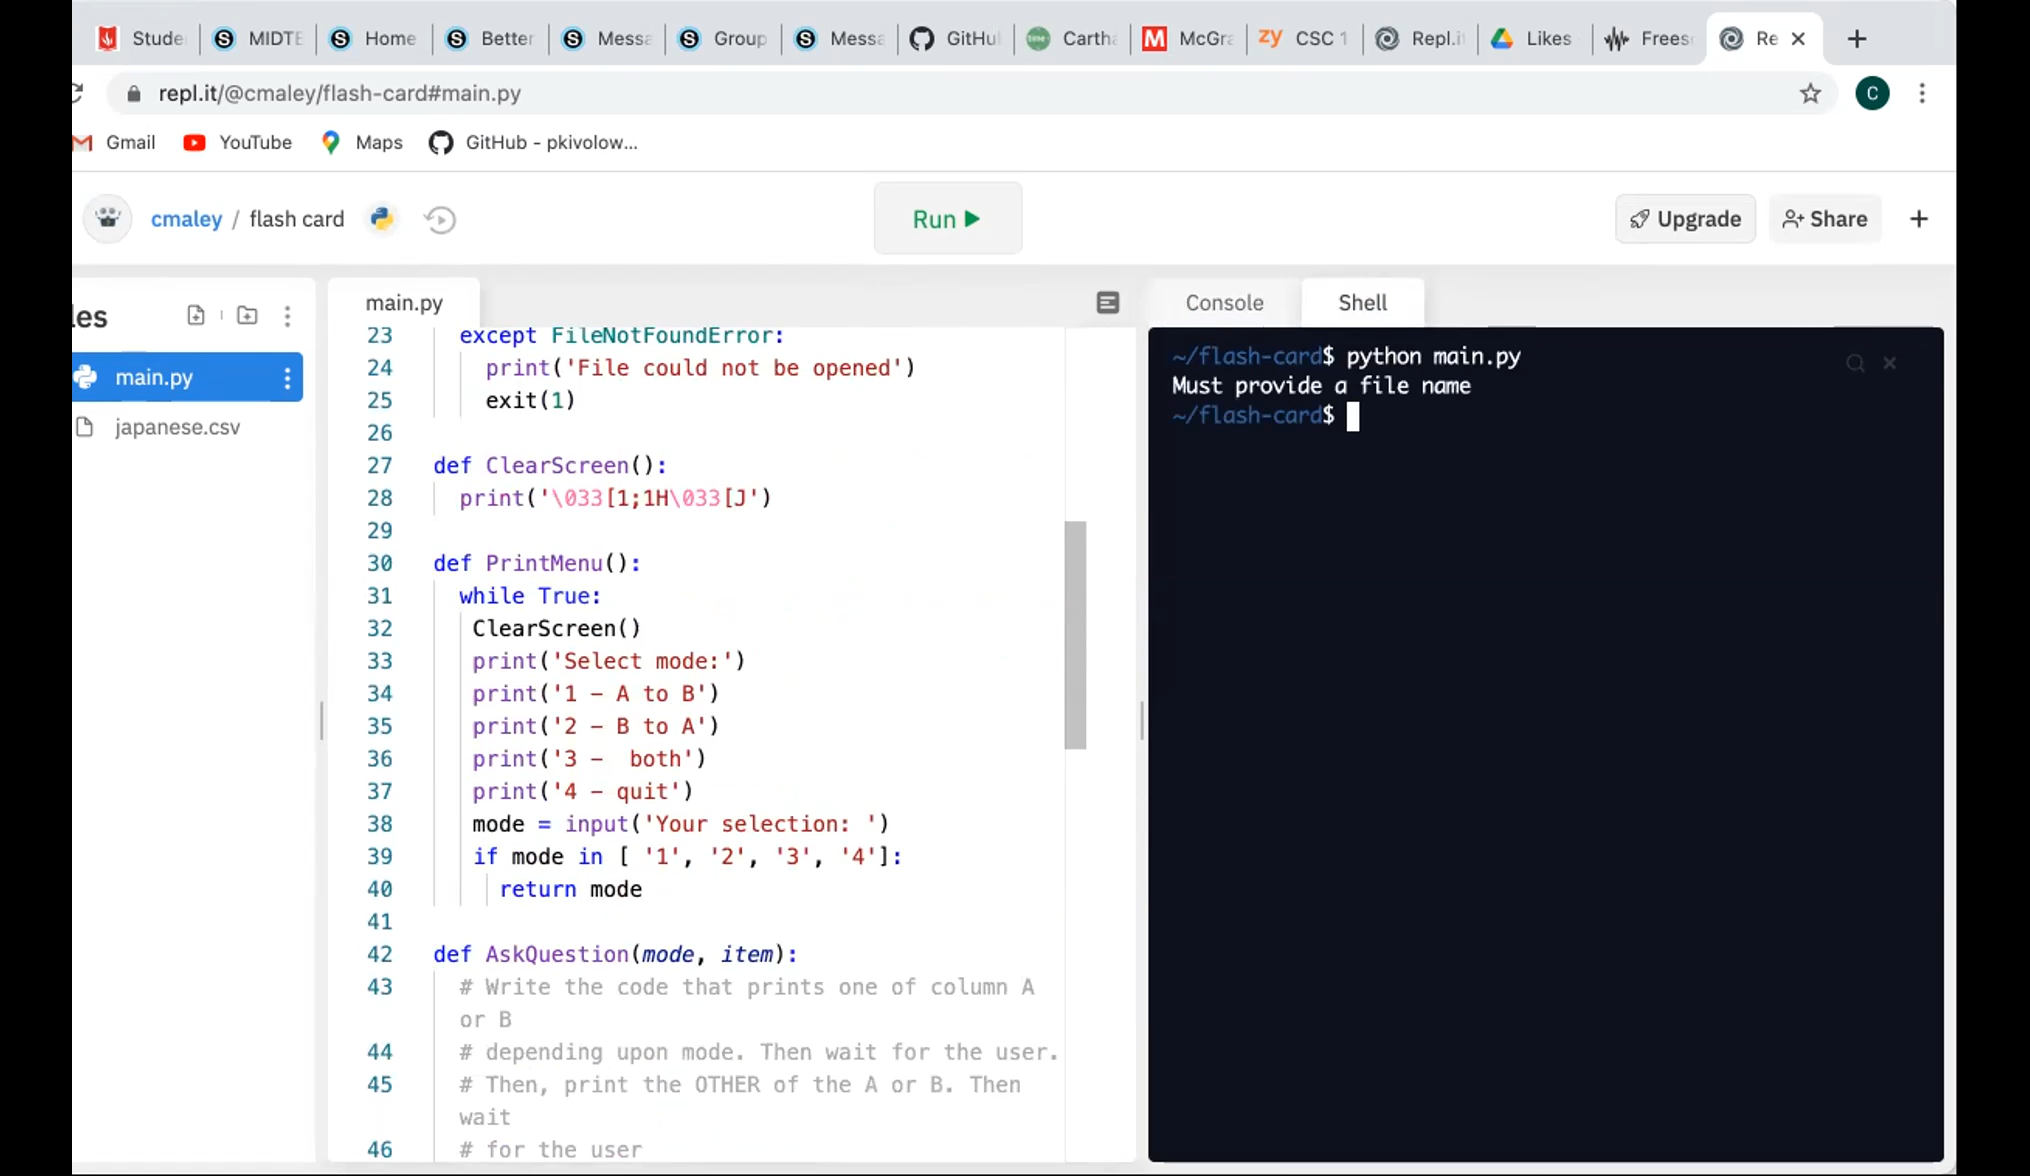 Stude
MIDTE
Home
Better
Messa
Group
Messa
GitHu
Cartha
McGra
zy CSC 1
Repl.i
Likes
Frees
Re
repl.it/@cmaley/flash-card#main.py
C
Gmail
YouTube
Maps
GitHub - pkivolow...
cmaley / flash card
Run
Upgrade
Share
les
main.py
japanese.csv
main.py
23 except FileNotFoundError:
24 print('File could not be opened')
25 exit(1)
26
27 def ClearScreen():
28 print('\033[1;1H\033[J')
29
30 def PrintMenu():
31 while True:
32 ClearScreen()
33 print('Select mode:')
34 print('1 – A to B')
35 print('2 – B to A')
36 print('3 –  both')
37 print('4 – quit')
38 mode = input('Your selection: ')
39 if mode in [ '1', '2', '3', '4']:
40 return mode
41
42 def AskQuestion(mode, item):
43 # Write the code that prints one of column A
or B
44 # depending upon mode. Then wait for the user.
45 # Then, print the OTHER of the A or B. Then
wait
46 # for the user
Console
Shell
~/flash-card$ python main.py
Must provide a file name
~/flash-card$